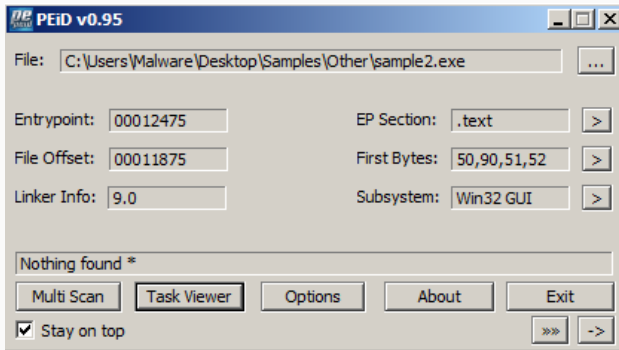 PEiD v0.95
File: C:\Users\Malware\Desktop\Samples\Other\sample2.exe ...
Entrypoint: 00012475 EP Section: .text >
File Offset: 00011875 First Bytes: 50,90,51,52 >
Linker Info: 9.0 Subsystem: Win32 GUI >
Nothing found *
Multi Scan Task Viewer Options About Exit
Stay on top »» ->